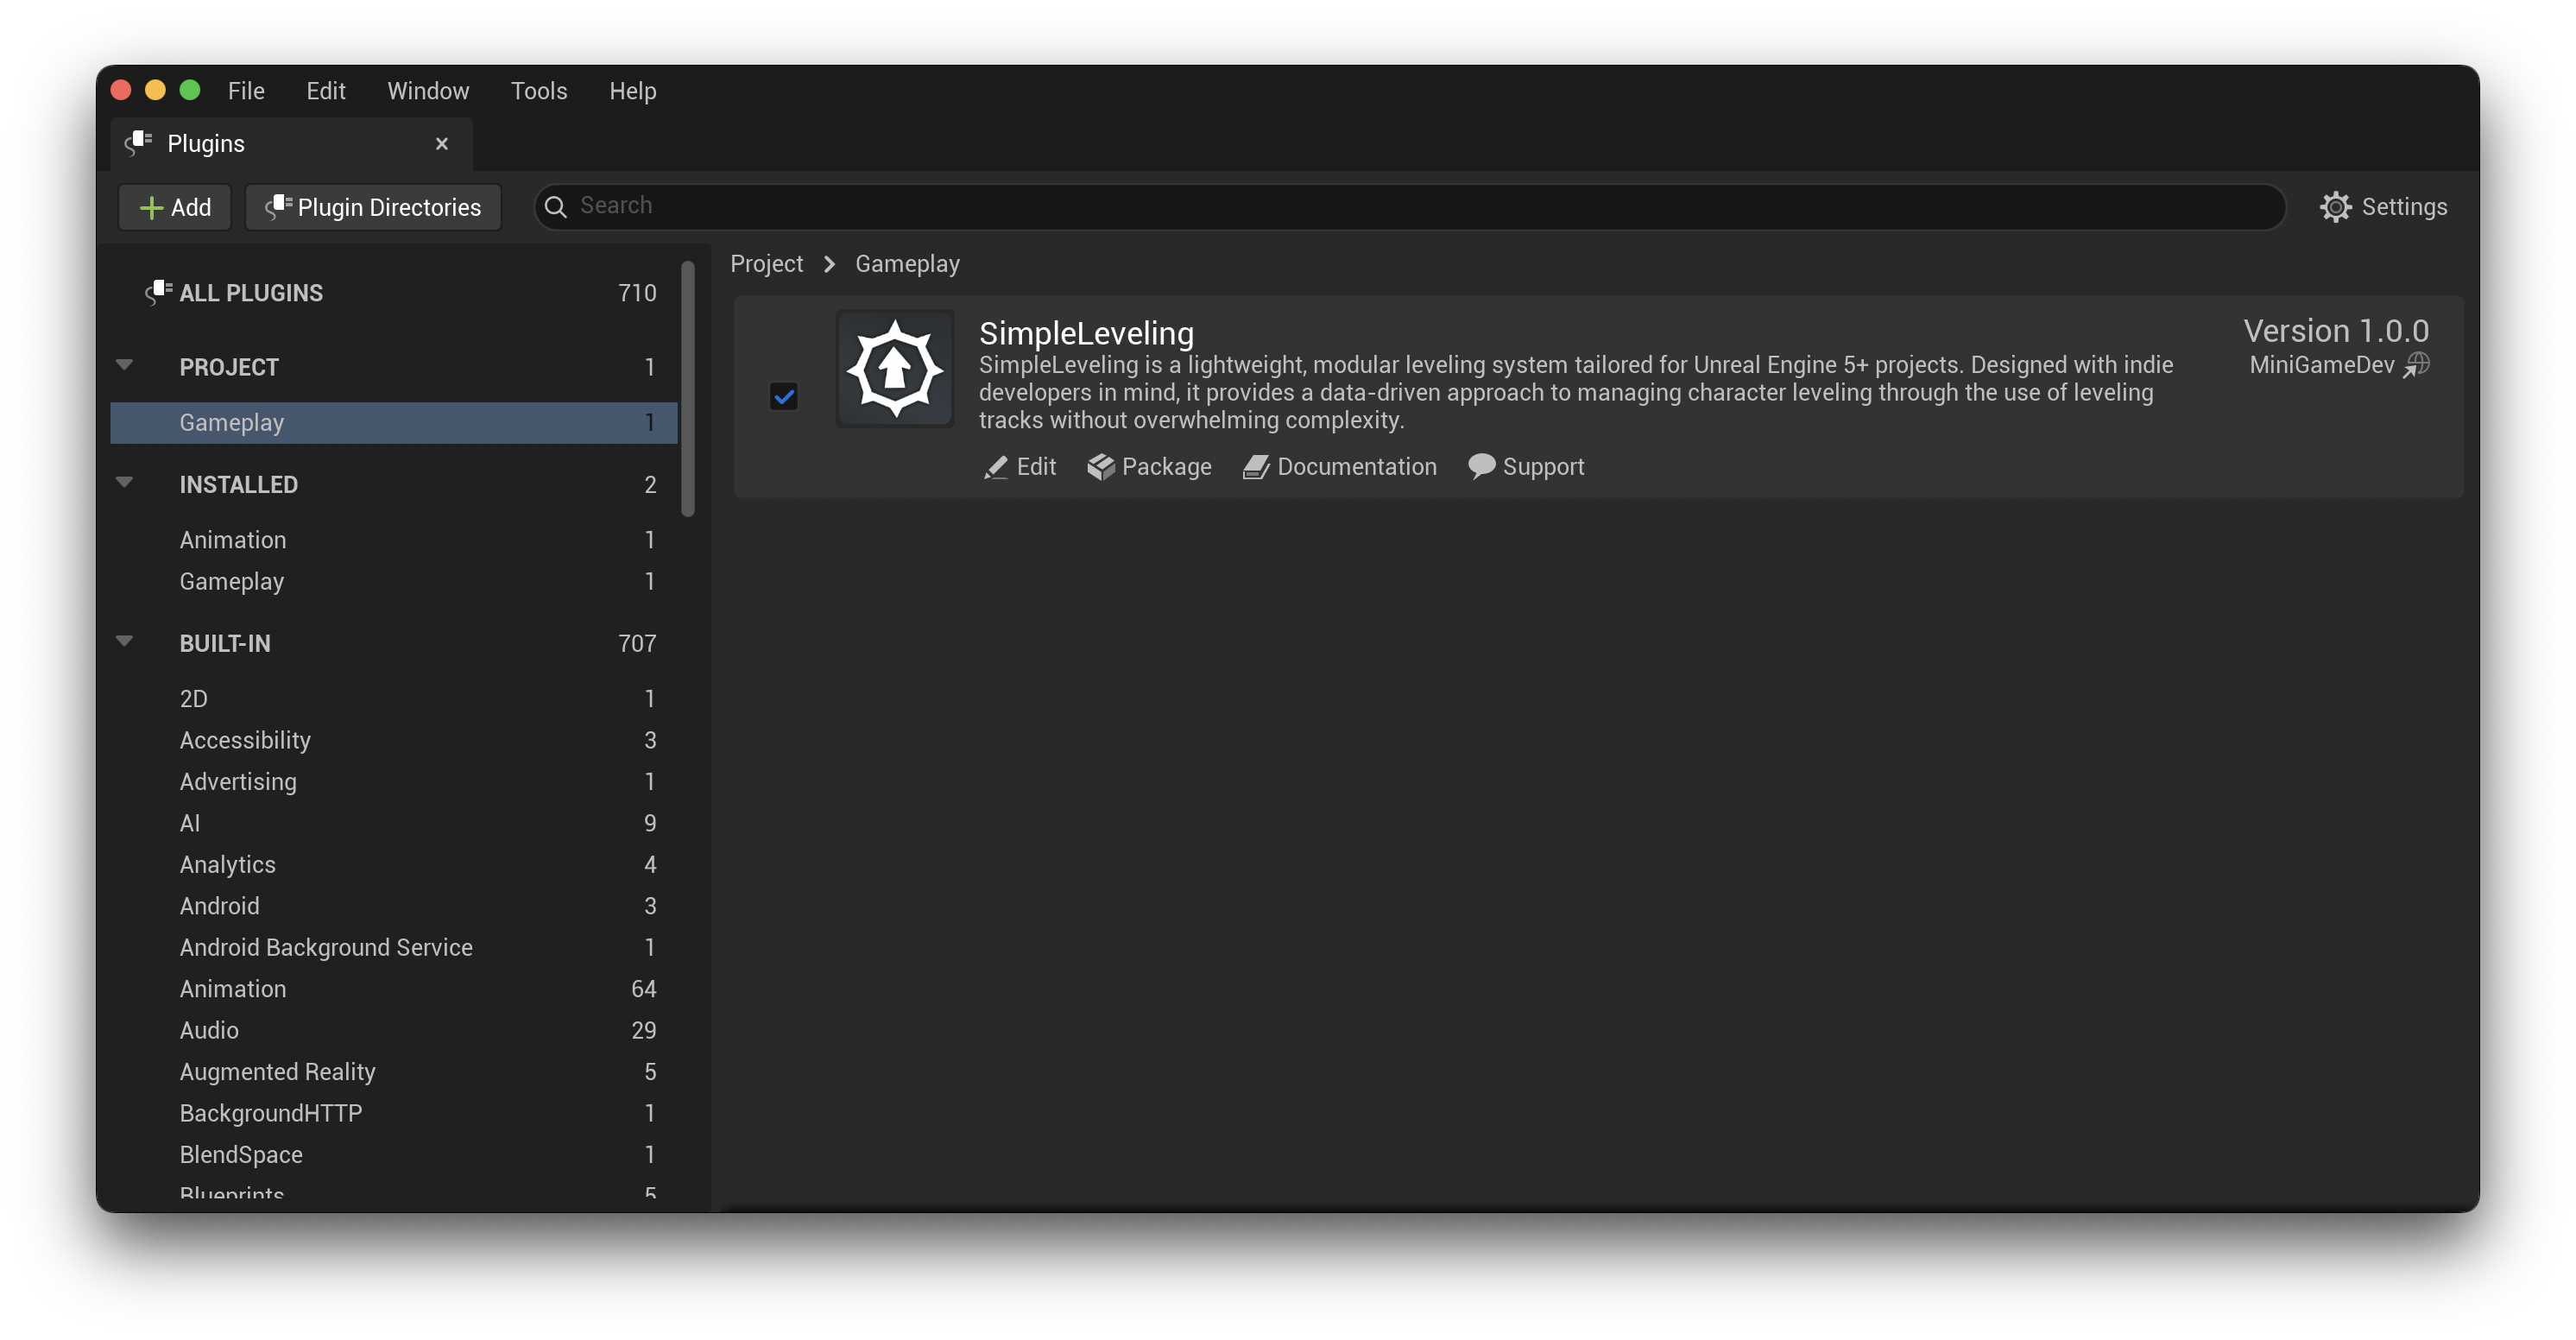 File Edit Window Tools Help
Plugins
Add Plugin Directories Search Settings
ALL PLUGINS 710
PROJECT 1
Gameplay 1
INSTALLED 2
Animation 1
Gameplay 1
BUILT-IN 707
2D 1
Accessibility 3
Advertising 1
AI 9
Analytics 4
Android 3
Android Background Service 1
Animation 64
Audio 29
Augmented Reality 5
BackgroundHTTP 1
BlendSpace 1
Blueprints 5
Project > Gameplay
SimpleLeveling
SimpleLeveling is a lightweight, modular leveling system tailored for Unreal Engine 5+ projects. Designed with indie
developers in mind, it provides a data-driven approach to managing character leveling through the use of leveling
tracks without overwhelming complexity.
Edit Package Documentation Support
Version 1.0.0
MiniGameDev